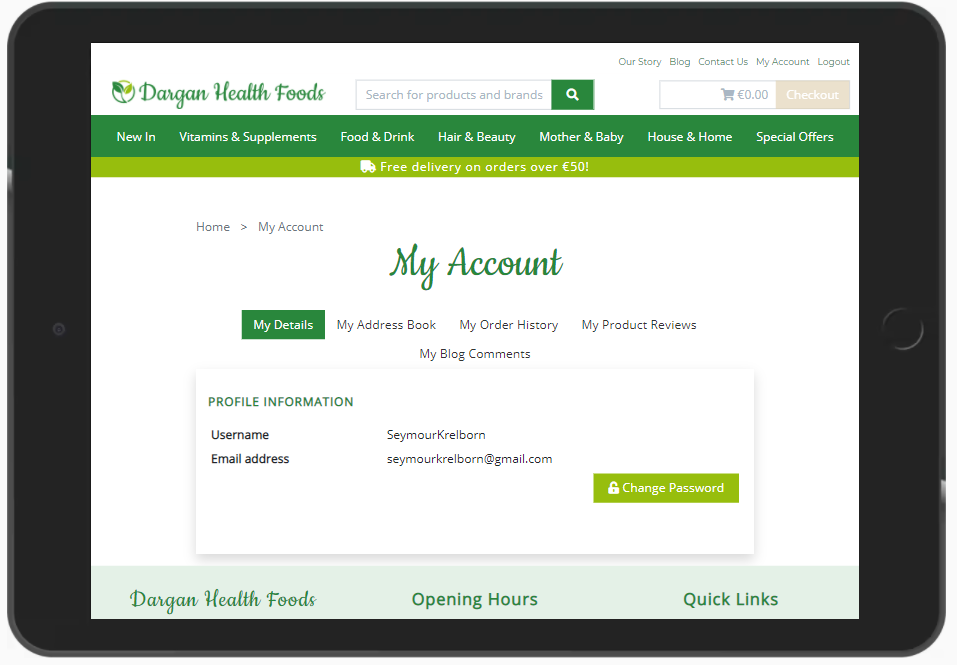 Our Story Blog Contact Us My Account Logout
Dargan Health Foods
Search for products and brands
€0.00 Checkout
New In Vitamins & Supplements Food & Drink Hair & Beauty Mother & Baby House & Home Special Offers
Free delivery on orders over €50!
Home > My Account
My Account
My Details My Address Book My Order History My Product Reviews
My Blog Comments
PROFILE INFORMATION
Username SeymourKrelborn
Email address seymourkrelborn@gmail.com
Change Password
Dargan Health Foods Opening Hours Quick Links